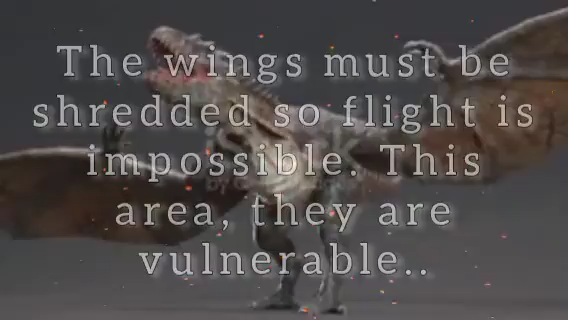 The wings must be
shredded so flight is
impossible. This
area, they are
vulnerable..